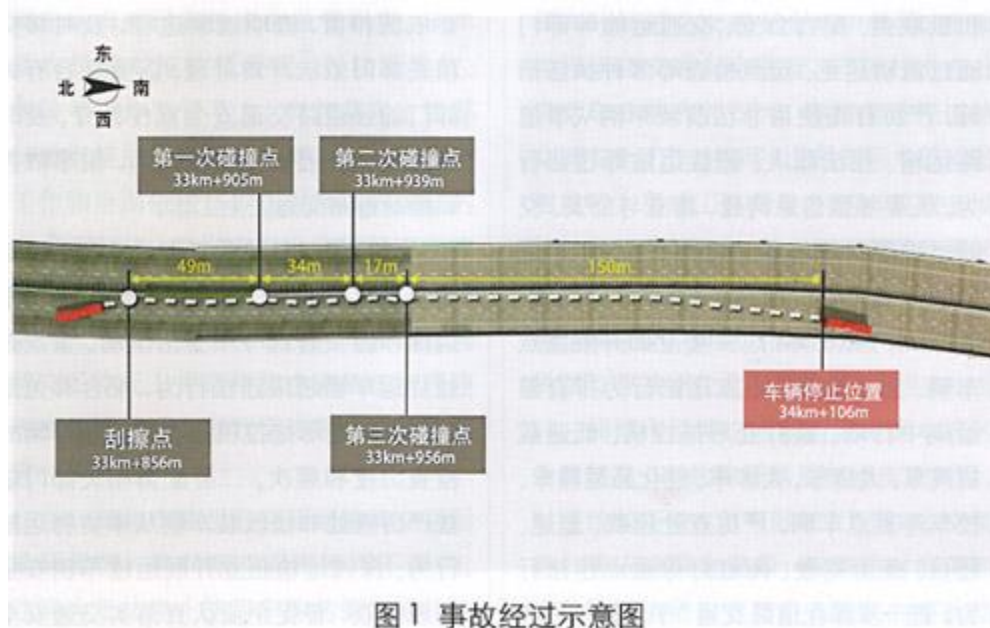 东
北
南
西
第一次碰撞点
33km+905m
第二次碰撞点
33km+939m
49m
34m
17m
150m
刮擦点
33km+856m
第三次碰撞点
33km+956m
车辆停止位置
34km+106m
图1 事故经过示意图